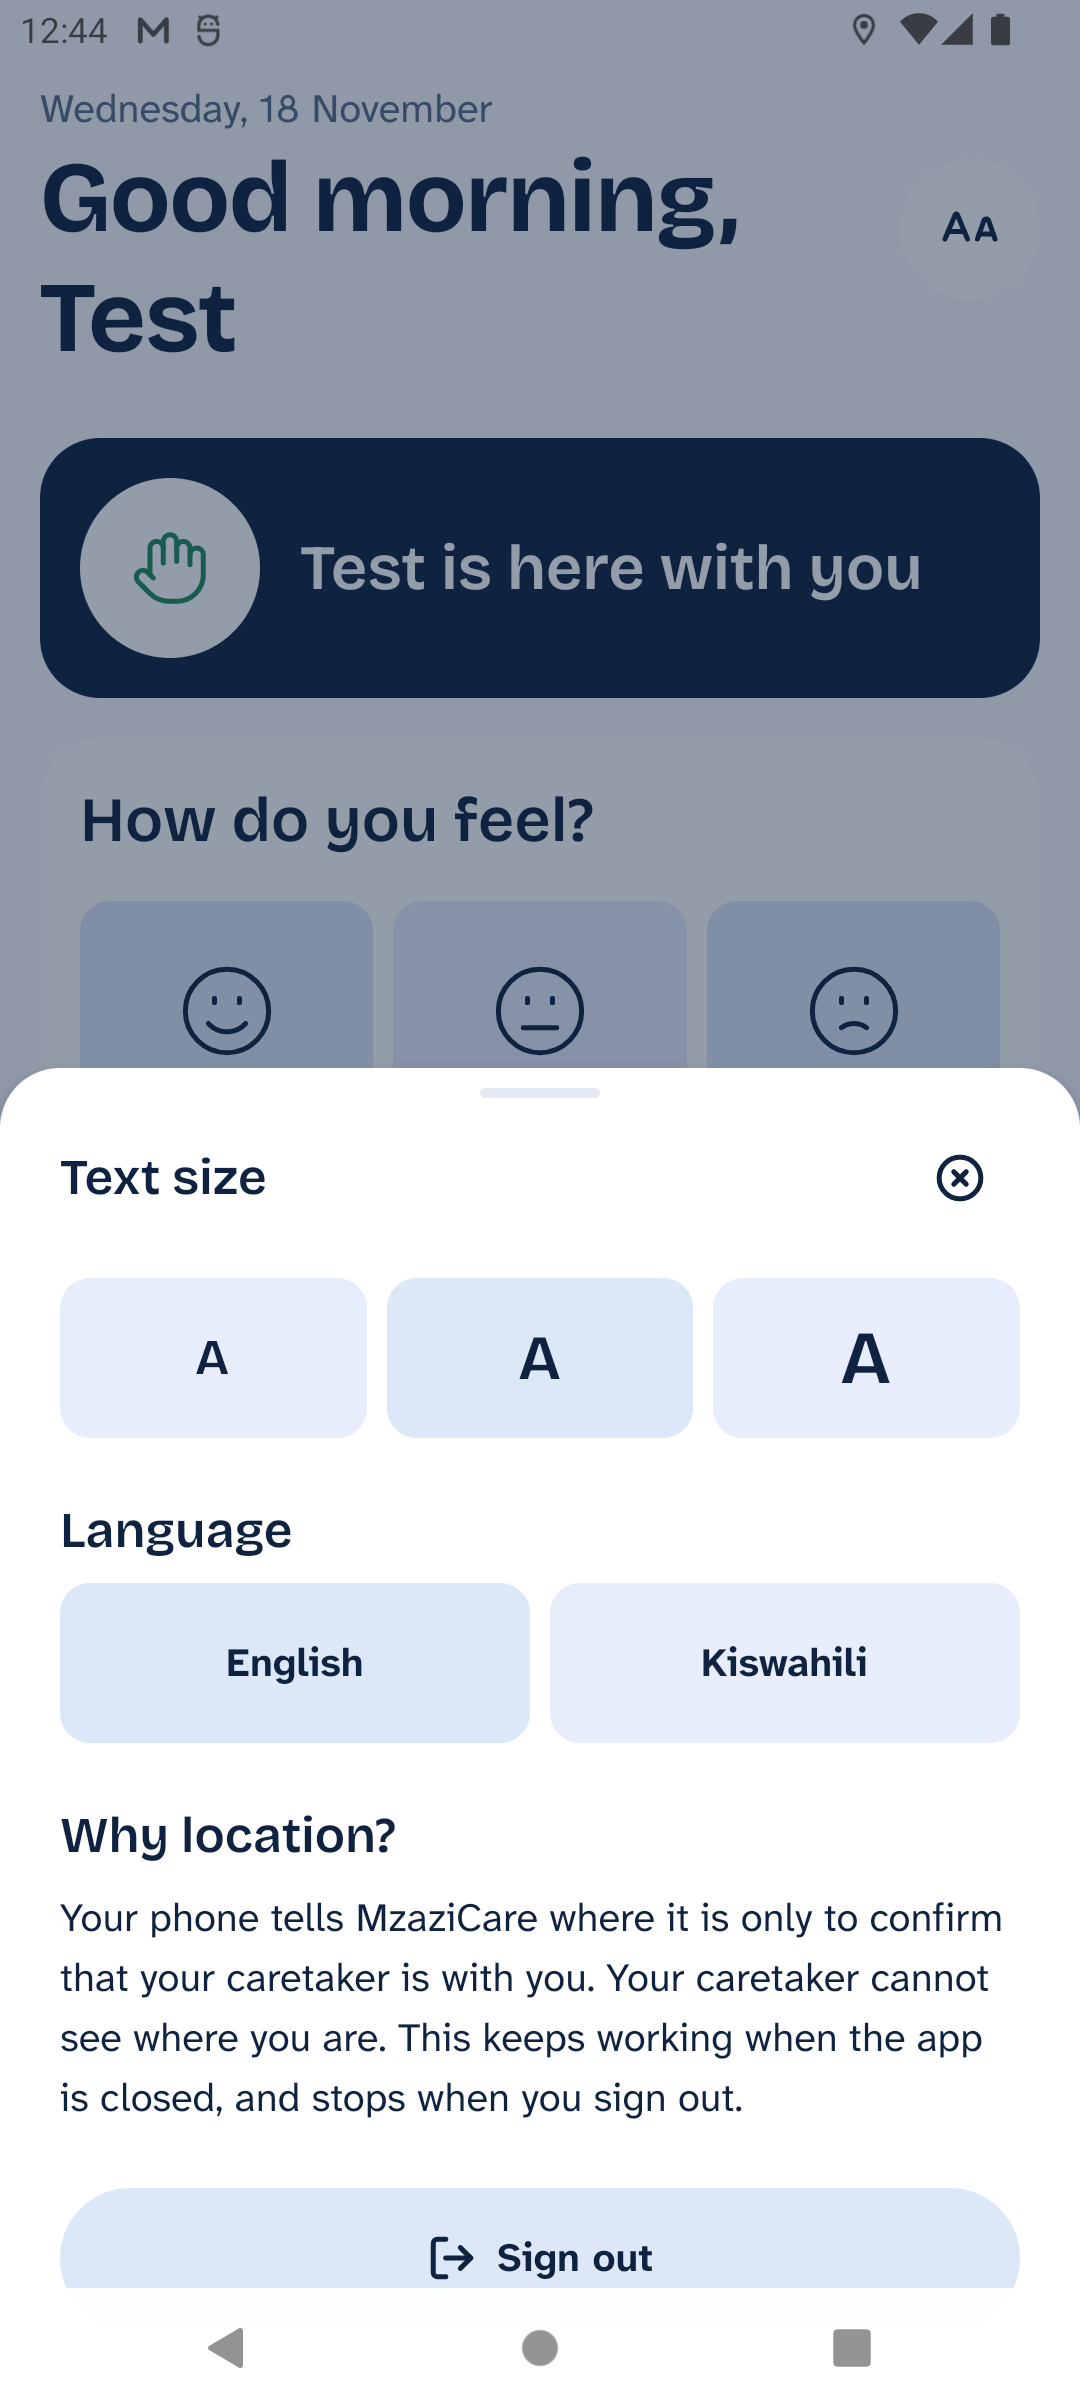 12:44
Wednesday, 18 November
Good morning,
Test
AA
Test is here with you
How do you feel?
Text size
A A A
Language
English Kiswahili
Why location?
Your phone tells MzaziCare where it is only to confirm
that your caretaker is with you. Your caretaker cannot
see where you are. This keeps working when the app
is closed, and stops when you sign out.
Sign out